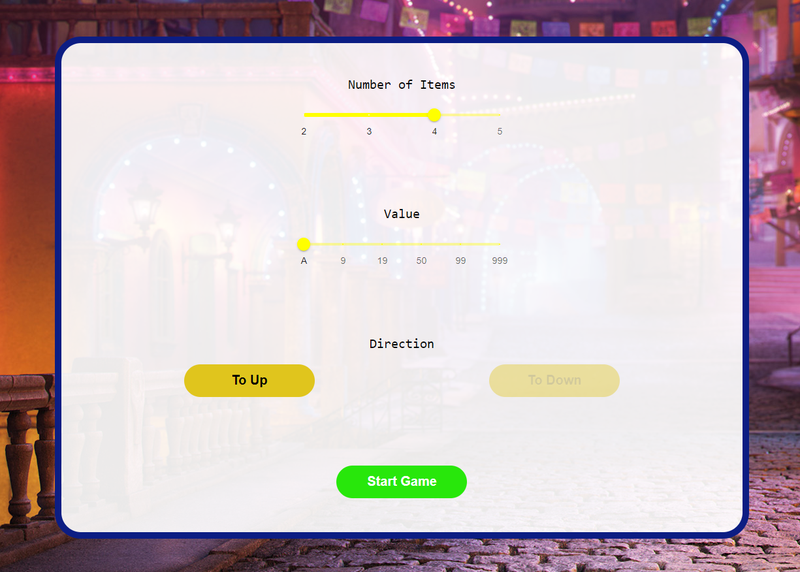 Number of Items
2 3 4 5
Value
A 9 19 50 99 999
Direction
To Up To Down
Start Game